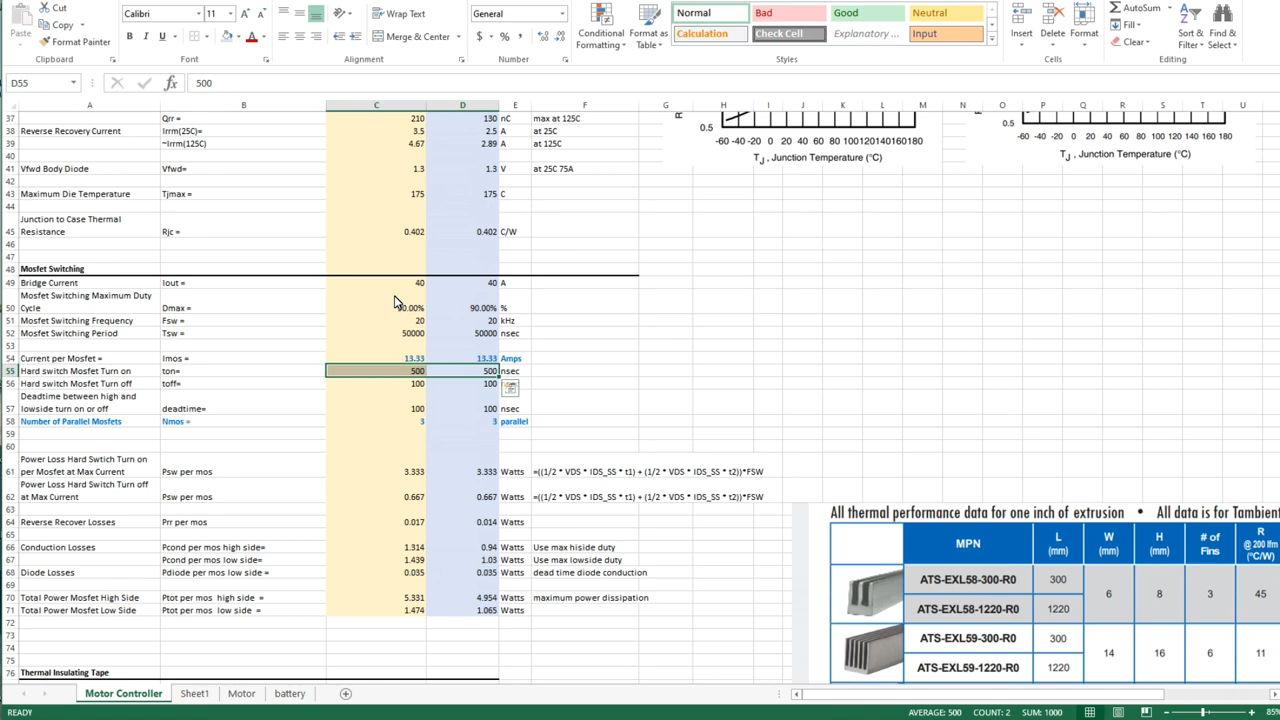 Cut
Copy
Format Painter
Paste
Clipboard
Calibri 11
B I U
Font
Wrap Text
Merge & Center
Alignment
General
$ % ,
Number
Conditional Formatting
Format as Table
Normal Bad Good Neutral
Calculation Check Cell Explanatory ... Input
Styles
Insert Delete Format
Cells
AutoSum
Fill
Clear
Sort & Filter
Find & Select
Editing
D55 fx 500
A B C D E F G H I J K L M N O P Q R S T U
37 Qrr = 210 130 nC max at 125C
38 Reverse Recovery Current Irrm(25C)= 3.5 2.5 A at 25C
39 ~Irrm(125C) 4.67 2.89 A at 125C
40
41 Vfwd Body Diode Vfwd= 1.3 1.3 V at 25C 75A
42
43 Maximum Die Temperature Tjmax = 175 175 C
44
Junction to Case Thermal
45 Resistance Rjc = 0.402 0.402 C/W
46
47
48 Mosfet Switching
49 Bridge Current Iout = 40 40 A
Mosfet Switching Maximum Duty
50 Cycle Dmax = 0.00% 90.00% %
51 Mosfet Switching Frequency Fsw = 20 20 kHz
52 Mosfet Switching Period Tsw = 50000 50000 nsec
53
54 Current per Mosfet = Imos = 13.33 13.33 Amps
55 Hard switch Mosfet Turn on ton= 500 500 nsec
56 Hard switch Mosfet Turn off toff= 100 100
Deadtime between high and
57 lowside turn on or off deadtime= 100 100 nsec
58 Number of Parallel Mosfets Nmos = 3 3 parallel
59
60
Power Loss Hard Swtich Turn on
61 per Mosfet at Max Current Psw per mos 3.333 3.333 Watts =((1/2 * VDS * IDS_SS * t1) + (1/2 * VDS * IDS_SS * t2))*FSW
Power Loss Hard Switch Turn off
62 at Max Current Psw per mos 0.667 0.667 Watts =((1/2 * VDS * IDS_SS * t1) + (1/2 * VDS * IDS_SS * t2))*FSW
63
64 Reverse Recover Losses Prr per mos 0.017 0.014 Watts
65
66 Conduction Losses Pcond per mos high side= 1.314 0.94 Watts Use max hiside duty
67 Pcond per mos low side= 1.439 1.03 Watts Use max lowside duty
68 Diode Losses Pdiode per mos low side = 0.035 0.035 Watts dead time diode conduction
69
70 Total Power Mosfet High Side Ptot per mos high side = 5.331 4.954 Watts maximum power dissipation
71 Total Power Mosfet Low Side Ptot per mos low side = 1.474 1.065 Watts
72
73
74
75
76 Thermal Insulating Tape
0.5
-60 -40 -20 0 20 40 60 80 100120140160180
TJ , Junction Temperature (°C)
0.5
-60 -40 -20 0 20 40 60 80 100 120 140 160 180
TJ , Junction Temperature (°C)
All thermal performance data for one inch of extrusion • All data is for Tambient
MPN L (mm) W (mm) H (mm) # of Fins R @ 200 lfm (°C/W)
ATS-EXL58-300-R0 300 6 8 3 45
ATS-EXL58-1220-R0 1220
ATS-EXL59-300-R0 300 14 16 6 11
ATS-EXL59-1220-R0 1220
Motor Controller Sheet1 Motor battery
READY
AVERAGE: 500 COUNT: 2 SUM: 1000
85%